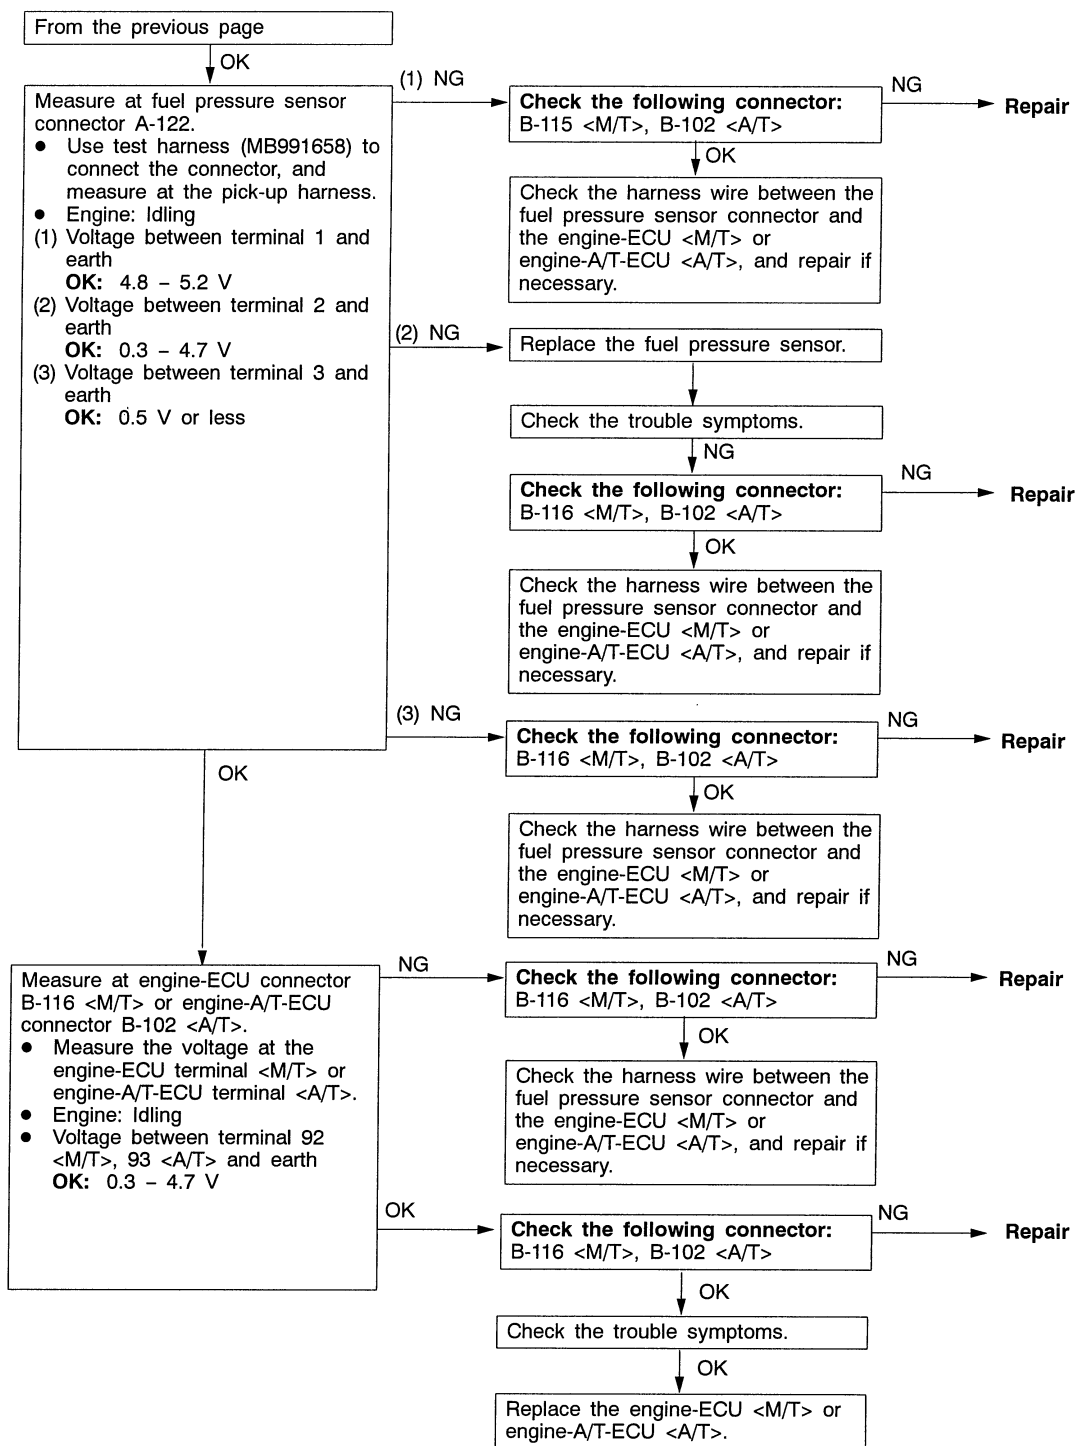 From the previous page
OK
Measure at fuel pressure sensor
connector A-122.
● Use test harness (MB991658) to
connect the connector, and
measure at the pick-up harness.
● Engine: Idling
(1) Voltage between terminal 1 and
earth
OK: 4.8 – 5.2 V
(2) Voltage between terminal 2 and
earth
OK: 0.3 – 4.7 V
(3) Voltage between terminal 3 and
earth
OK: 0.5 V or less
(1) NG
Check the following connector:
B-115 <M/T>, B-102 <A/T>
NG
Repair
OK
Check the harness wire between the
fuel pressure sensor connector and
the engine-ECU <M/T> or
engine-A/T-ECU <A/T>, and repair if
necessary.
(2) NG
Replace the fuel pressure sensor.
Check the trouble symptoms.
NG
Check the following connector:
B-116 <M/T>, B-102 <A/T>
NG
Repair
OK
Check the harness wire between the
fuel pressure sensor connector and
the engine-ECU <M/T> or
engine-A/T-ECU <A/T>, and repair if
necessary.
(3) NG
Check the following connector:
B-116 <M/T>, B-102 <A/T>
NG
Repair
OK
Check the harness wire between the
fuel pressure sensor connector and
the engine-ECU <M/T> or
engine-A/T-ECU <A/T>, and repair if
necessary.
OK
Measure at engine-ECU connector
B-116 <M/T> or engine-A/T-ECU
connector B-102 <A/T>.
● Measure the voltage at the
engine-ECU terminal <M/T> or
engine-A/T-ECU terminal <A/T>.
● Engine: Idling
● Voltage between terminal 92
<M/T>, 93 <A/T> and earth
OK: 0.3 – 4.7 V
NG
Check the following connector:
B-116 <M/T>, B-102 <A/T>
NG
Repair
OK
Check the harness wire between the
fuel pressure sensor connector and
the engine-ECU <M/T> or
engine-A/T-ECU <A/T>, and repair if
necessary.
OK
Check the following connector:
B-116 <M/T>, B-102 <A/T>
NG
Repair
OK
Check the trouble symptoms.
OK
Replace the engine-ECU <M/T> or
engine-A/T-ECU <A/T>.